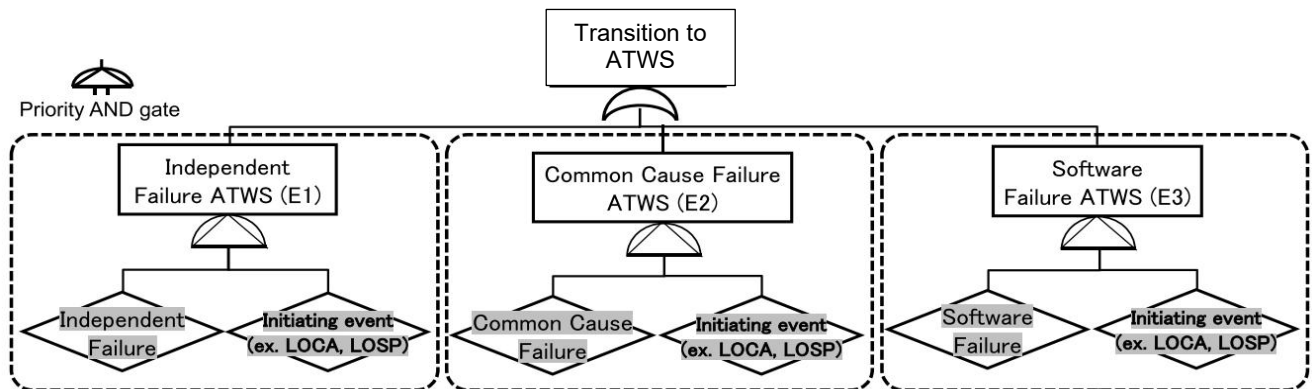 Transition to
ATWS
Priority AND gate
Independent
Failure ATWS (E1)
Common Cause Failure
ATWS (E2)
Software
Failure ATWS (E3)
Independent
Failure
Initiating event
(ex. LOCA, LOSP)
Common Cause
Failure
Initiating event
(ex. LOCA, LOSP)
Software
Failure
Initiating event
(ex. LOCA, LOSP)